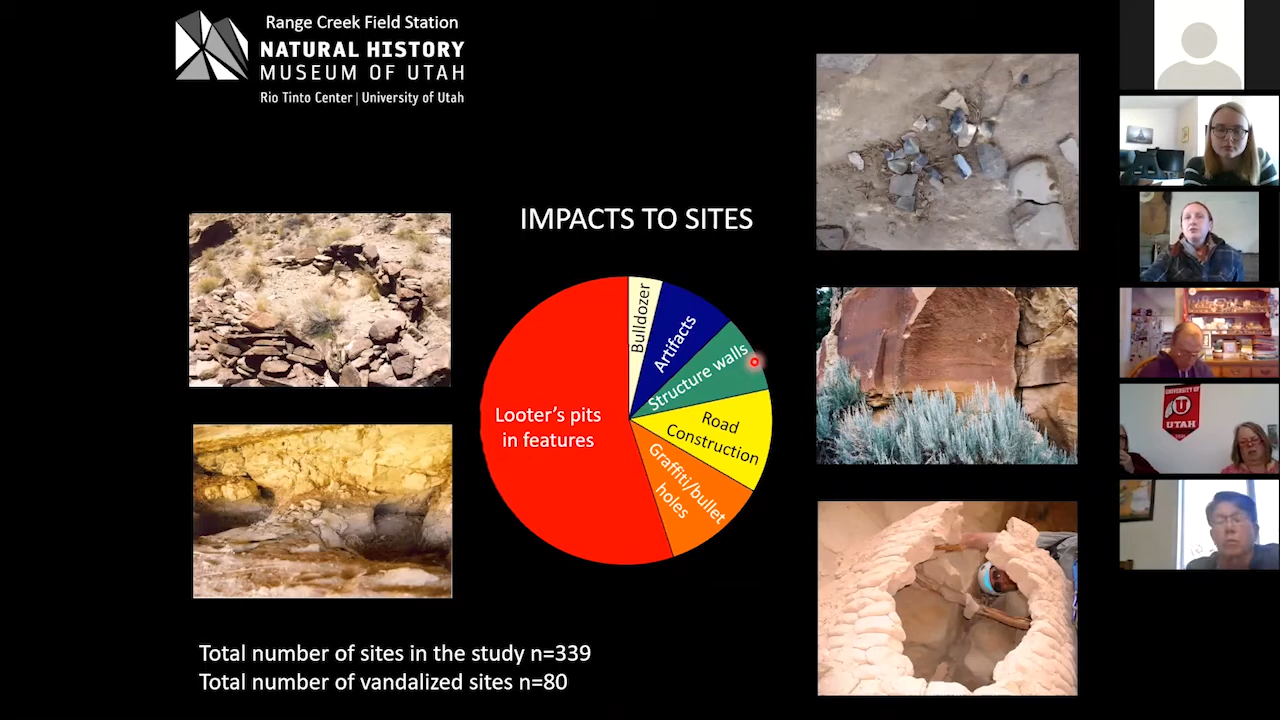 Range Creek Field Station
NATURAL HISTORY
MUSEUM OF UTAH
Rio Tinto Center | University of Utah
IMPACTS TO SITES
Bulldozer
Artifacts
Structure walls
Road
Construction
Graffiti/bullet
holes
Looter's pits
in features
Total number of sites in the study n=339
Total number of vandalized sites n=80
UNIVERSITY OF
U
UTAH